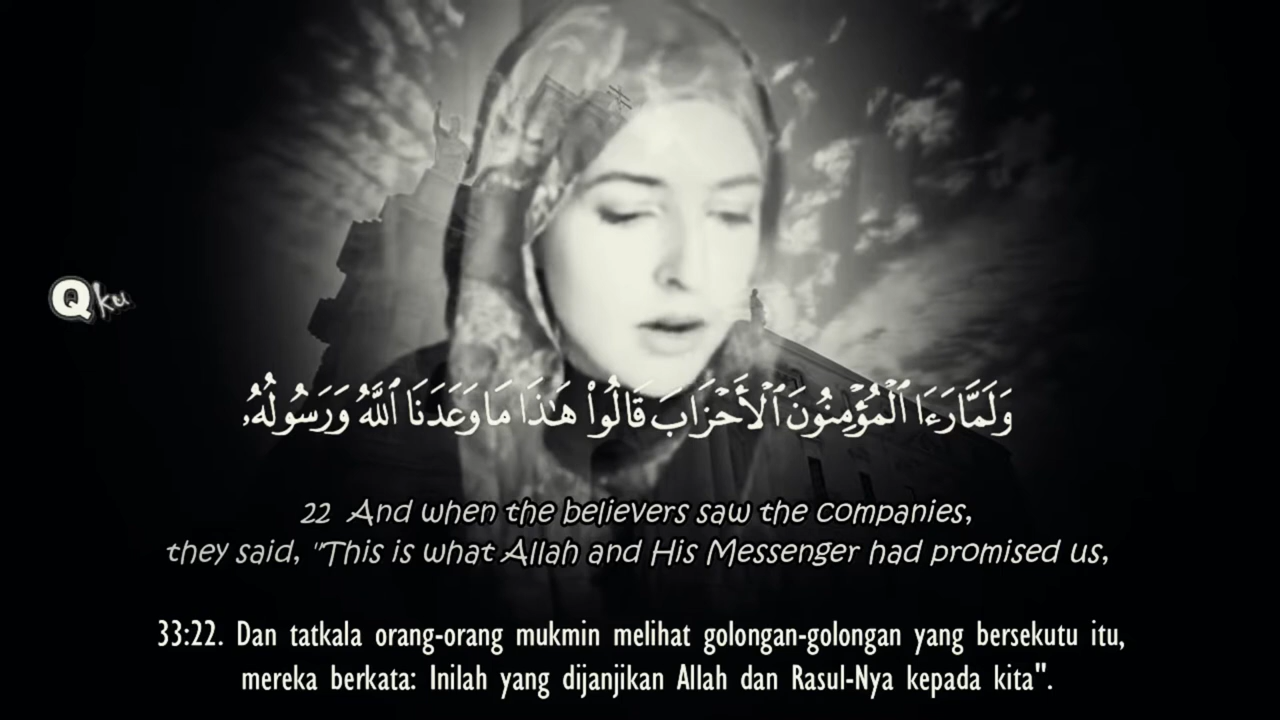 Qku
وَلَمَّا رَءَا ٱلْمُؤْمِنُونَ ٱلْأَحْزَابَ قَالُوا۟ هَـٰذَا مَا وَعَدَنَا ٱللَّهُ وَرَسُولُهُۥ
22 And when the believers saw the companies,
they said, "This is what Allah and His Messenger had promised us,
33:22. Dan tatkala orang-orang mukmin melihat golongan-golongan yang bersekutu itu,
mereka berkata: Inilah yang dijanjikan Allah dan Rasul-Nya kepada kita".